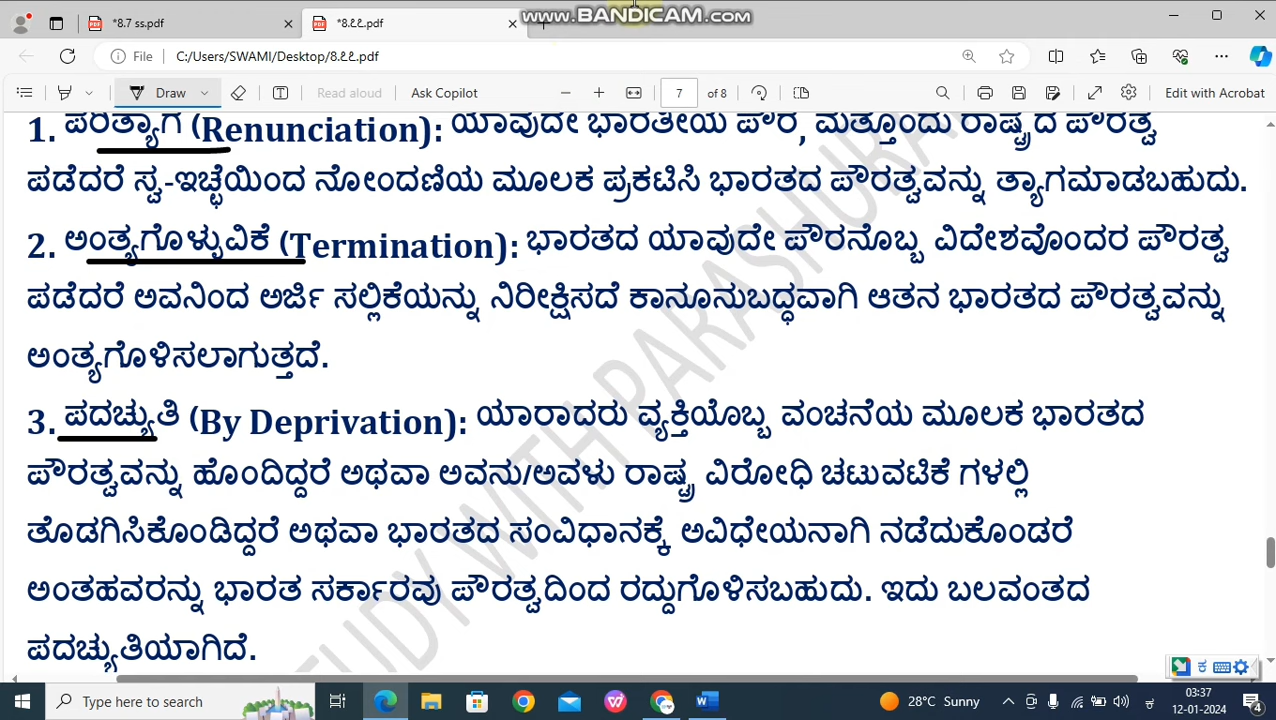 www.BANDICAM.com
*8.7 ss.pdf
*8.ಓಓ.pdf
File
C:/Users/SWAMI/Desktop/8.ಓಓ.pdf
Draw
Read aloud
Ask Copilot
7
of 8
Edit with Acrobat
1. ಪರಿತ್ಯಾಗ (Renunciation): ಯಾವುದೇ ಭಾರತೀಯ ಪೌರ, ಮತ್ತೊಂದು ರಾಷ್ಟ್ರದ ಪೌರತ್ವ
ಪಡೆದರೆ ಸ್ವ-ಇಚ್ಛೆಯಿಂದ ನೋಂದಣಿಯ ಮೂಲಕ ಪ್ರಕಟಿಸಿ ಭಾರತದ ಪೌರತ್ವವನ್ನು ತ್ಯಾಗಮಾಡಬಹುದು.
2. ಅಂತ್ಯಗೊಳ್ಳುವಿಕೆ (Termination): ಭಾರತದ ಯಾವುದೇ ಪೌರನೊಬ್ಬ ವಿದೇಶವೊಂದರ ಪೌರತ್ವ
ಪಡೆದರೆ ಅವನಿಂದ ಅರ್ಜಿ ಸಲ್ಲಿಕೆಯನ್ನು ನಿರೀಕ್ಷಿಸದೆ ಕಾನೂನುಬದ್ಧವಾಗಿ ಆತನ ಭಾರತದ ಪೌರತ್ವವನ್ನು
ಅಂತ್ಯಗೊಳಿಸಲಾಗುತ್ತದೆ.
3. ಪದಚ್ಯುತಿ (By Deprivation): ಯಾರಾದರು ವ್ಯಕ್ತಿಯೊಬ್ಬ ವಂಚನೆಯ ಮೂಲಕ ಭಾರತದ
ಪೌರತ್ವವನ್ನು ಹೊಂದಿದ್ದರೆ ಅಥವಾ ಅವನು/ಅವಳು ರಾಷ್ಟ್ರ ವಿರೋಧಿ ಚಟುವಟಿಕೆ ಗಳಲ್ಲಿ
ತೊಡಗಿಸಿಕೊಂಡಿದ್ದರೆ ಅಥವಾ ಭಾರತದ ಸಂವಿಧಾನಕ್ಕೆ ಅವಿಧೇಯನಾಗಿ ನಡೆದುಕೊಂಡರೆ
ಅಂತಹವರನ್ನು ಭಾರತ ಸರ್ಕಾರವು ಪೌರತ್ವದಿಂದ ರದ್ದುಗೊಳಿಸಬಹುದು. ಇದು ಬಲವಂತದ
ಪದಚ್ಯುತಿಯಾಗಿದೆ.
STUDY WITH PARASHURAM
Type here to search
28°C Sunny
03:37
12-01-2024